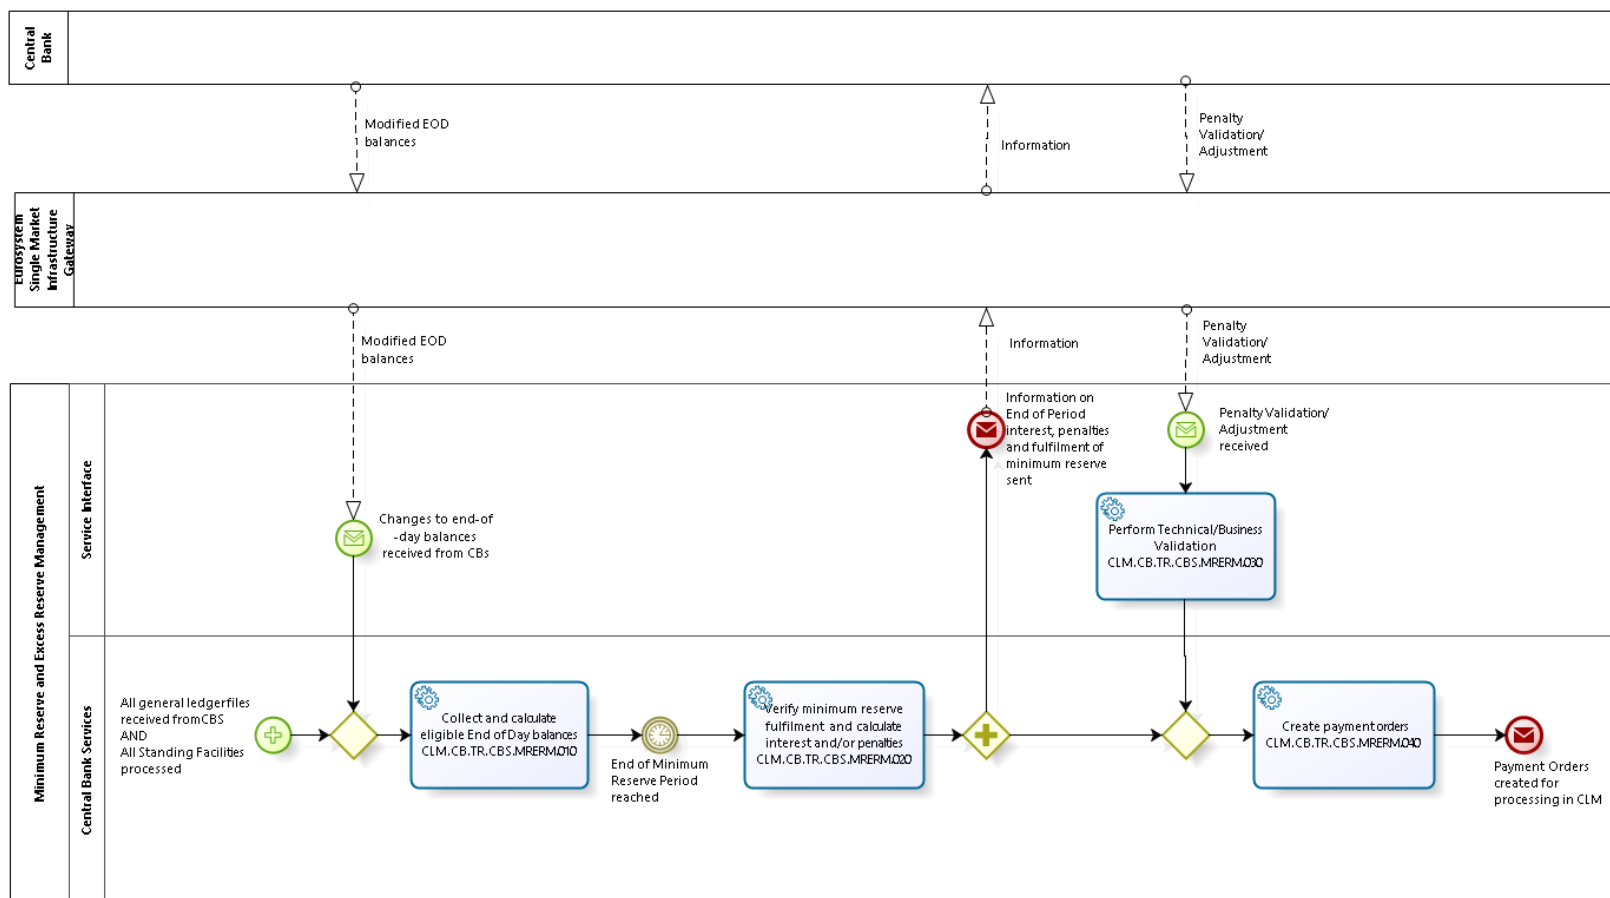 Central
Bank
Modified EOD
balances
Information
Penalty
Validation/
Adjustment
Eurosystem
Single Market
Infrastructure
Gateway
Modified EOD
balances
Information
Penalty
Validation/
Adjustment
Minimum Reserve and Excess Reserve Management
Service Interface
Changes to end-of
-day balances
received from CBs
Information on
End of Period
interest, penalties
and fulfilment of
minimum reserve
sent
Penalty Validation/
Adjustment
received
Perform Technical/Business
Validation
CLM.CB.TR.CBS.MRERM.030
Central Bank Services
All general ledgerfiles
received fromCBS
AND
All Standing Facilities
processed
Collect and calculate
eligible End of Day balances
CLM.CB.TR.CBS.MRERM.010
End of Minimum
Reserve Period
reached
Verify minimum reserve
fulfilment and calculate
interest and/or penalties
CLM.CB.TR.CBS.MRERM.020
Create payment orders
CLM.CB.TR.CBS.MRERM.040
Payment Orders
created for
processing in CLM